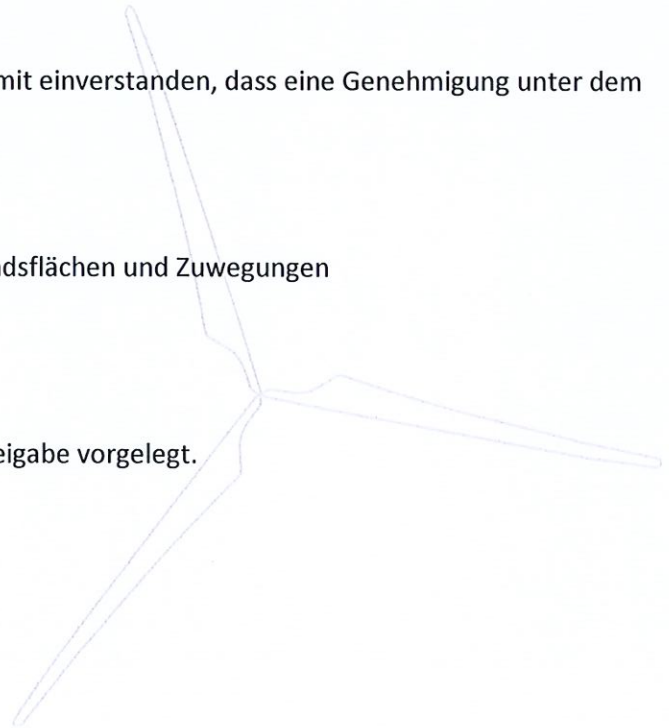 mit einverstanden, dass eine Genehmigung unter dem
dsflächen und Zuwegungen
eigabe vorgelegt.